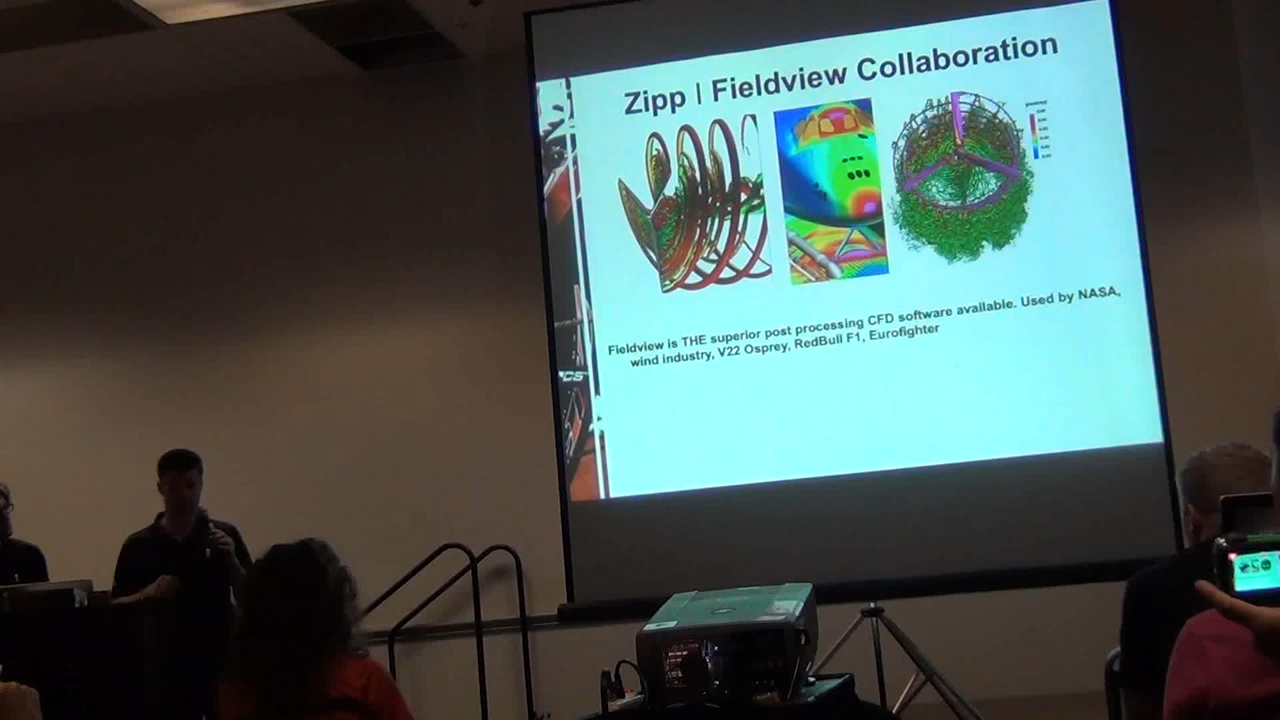 Zipp | Fieldview Collaboration
Fieldview is THE superior post processing CFD software available. Used by NASA,
wind industry, V22 Osprey, RedBull F1, Eurofighter